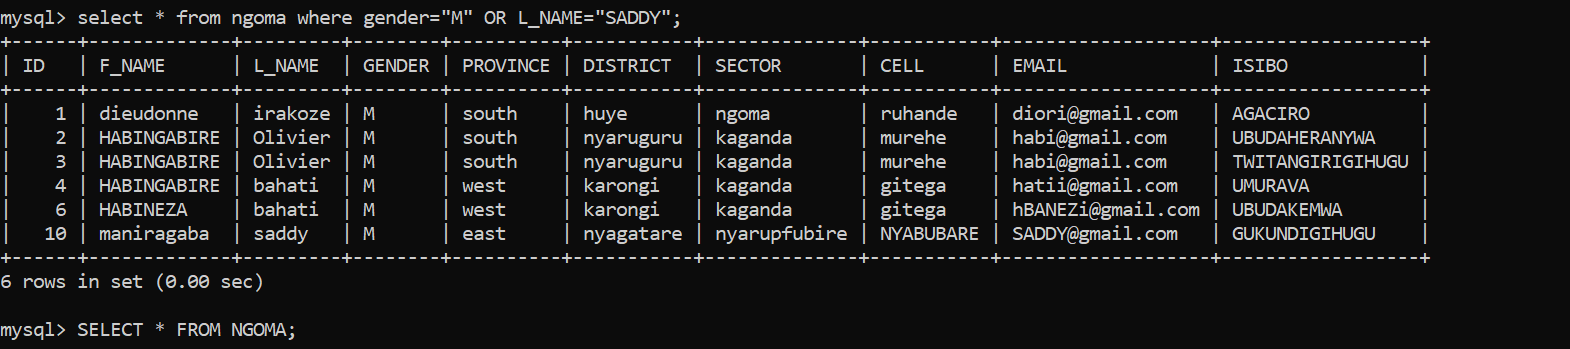 mysql> select * from ngoma where gender="M" OR L_NAME="SADDY";
+------+-------------+---------+--------+----------+-----------+--------------+-----------+-------------------+------------------+
| ID   | F_NAME      | L_NAME  | GENDER | PROVINCE | DISTRICT  | SECTOR       | CELL      | EMAIL             | ISIBO            |
+------+-------------+---------+--------+----------+-----------+--------------+-----------+-------------------+------------------+
|    1 | dieudonne   | irakoze | M      | south    | huye      | ngoma        | ruhande   | diori@gmail.com   | AGACIRO          |
|    2 | HABINGABIRE | Olivier | M      | south    | nyaruguru | kaganda      | murehe    | habi@gmail.com    | UBUDAHERANYWA    |
|    3 | HABINGABIRE | Olivier | M      | south    | nyaruguru | kaganda      | murehe    | habi@gmail.com    | TWITANGIRIGIHUGU |
|    4 | HABINGABIRE | bahati  | M      | west     | karongi   | kaganda      | gitega    | hatii@gmail.com   | UMURAVA          |
|    6 | HABINEZA    | bahati  | M      | west     | karongi   | kaganda      | gitega    | hBANEZi@gmail.com | UBUDAKEMWA       |
|   10 | maniragaba  | saddy   | M      | east     | nyagatare | nyarupfubire | NYABUBARE | SADDY@gmail.com   | GUKUNDIGIHUGU    |
+------+-------------+---------+--------+----------+-----------+--------------+-----------+-------------------+------------------+
6 rows in set (0.00 sec)
mysql> SELECT * FROM NGOMA;